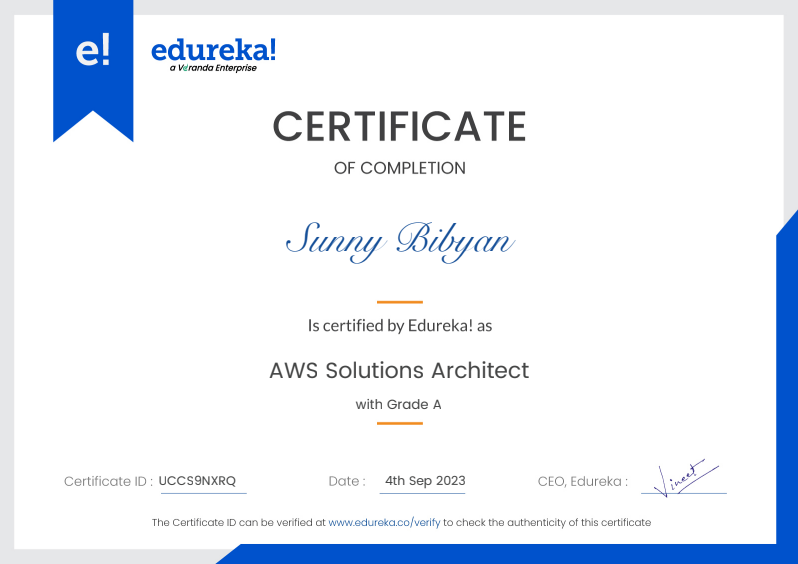 e!
edureka!
a Veranda Enterprise
CERTIFICATE
OF COMPLETION
Sunny Bibyan
Is certified by Edureka! as
AWS Solutions Architect
with Grade A
Certificate ID : UCCS9NXRQ Date : 4th Sep 2023 CEO, Edureka : Vineet
The Certificate ID can be verified at www.edureka.co/verify to check the authenticity of this certificate